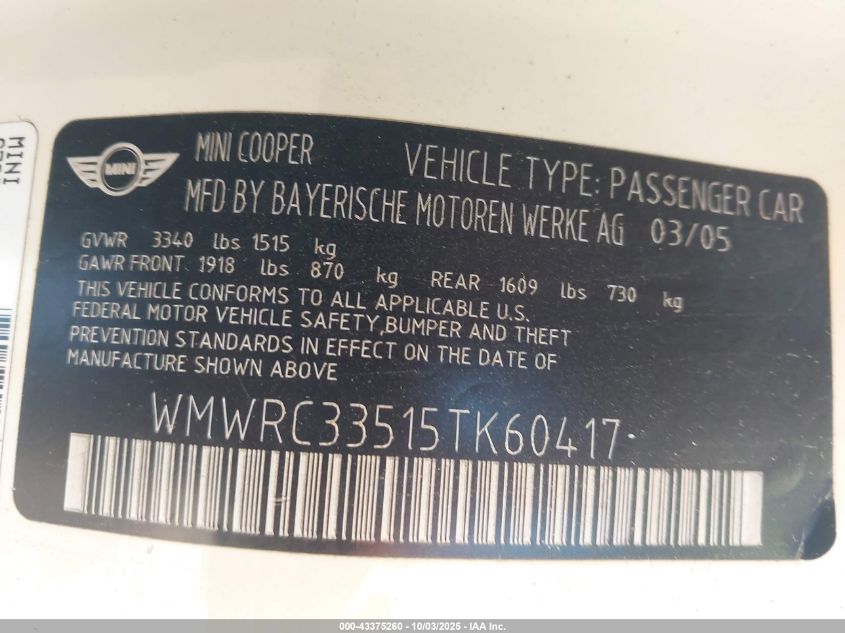 MINI COOPER VEHICLE TYPE: PASSENGER CAR
MINI
MFD BY BAYERISCHE MOTOREN WERKE AG 03/05
GVWR 3340 lbs 1515 kg
GAWR FRONT 1918 lbs 870 kg REAR 1609 lbs 730 kg
THIS VEHICLE CONFORMS TO ALL APPLICABLE U.S.
FEDERAL MOTOR VEHICLE SAFETY,BUMPER AND THEFT
PREVENTION STANDARDS IN EFFECT ON THE DATE OF
MANUFACTURE SHOWN ABOVE
WMWRC33515TK60417
MINI
000-43375260 - 10/03/2025 - IAA Inc.